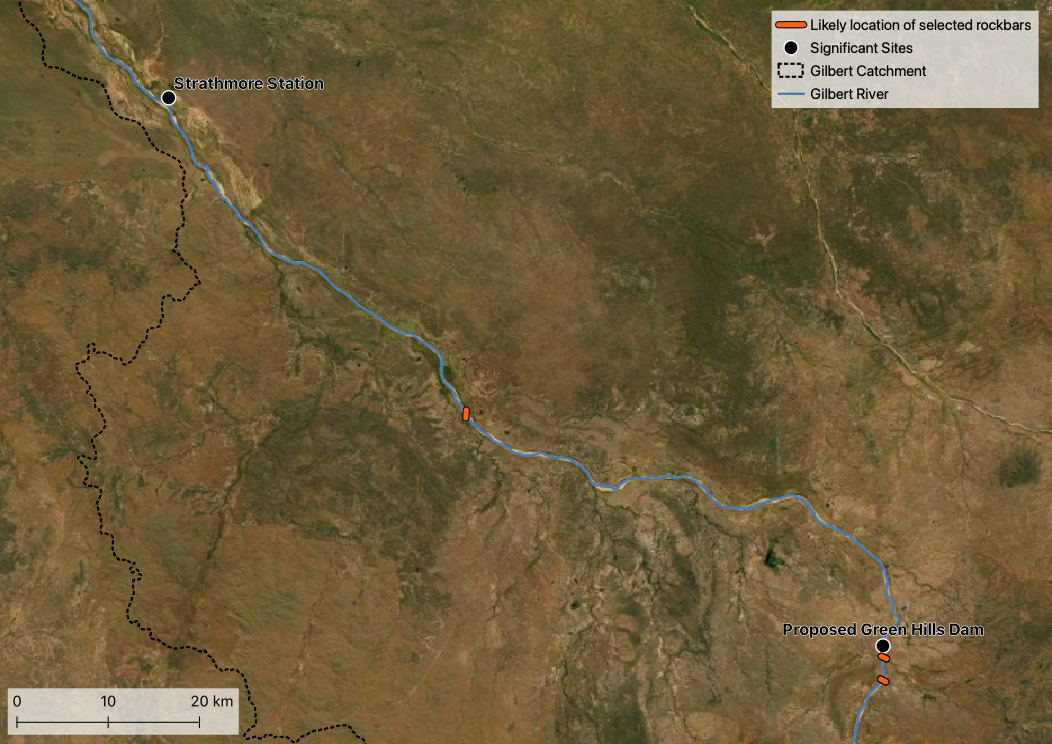 Likely location of selected rockbars
Significant Sites
Gilbert Catchment
Gilbert River
Strathmore Station
Proposed Green Hills Dam
0 10 20 km